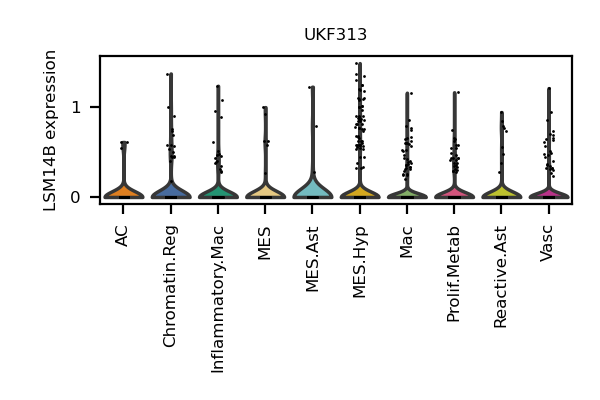 UKF313
LSM14B expression
1
0
AC
Chromatin.Reg
Inflammatory.Mac
MES
MES.Ast
MES.Hyp
Mac
Prolif.Metab
Reactive.Ast
Vasc